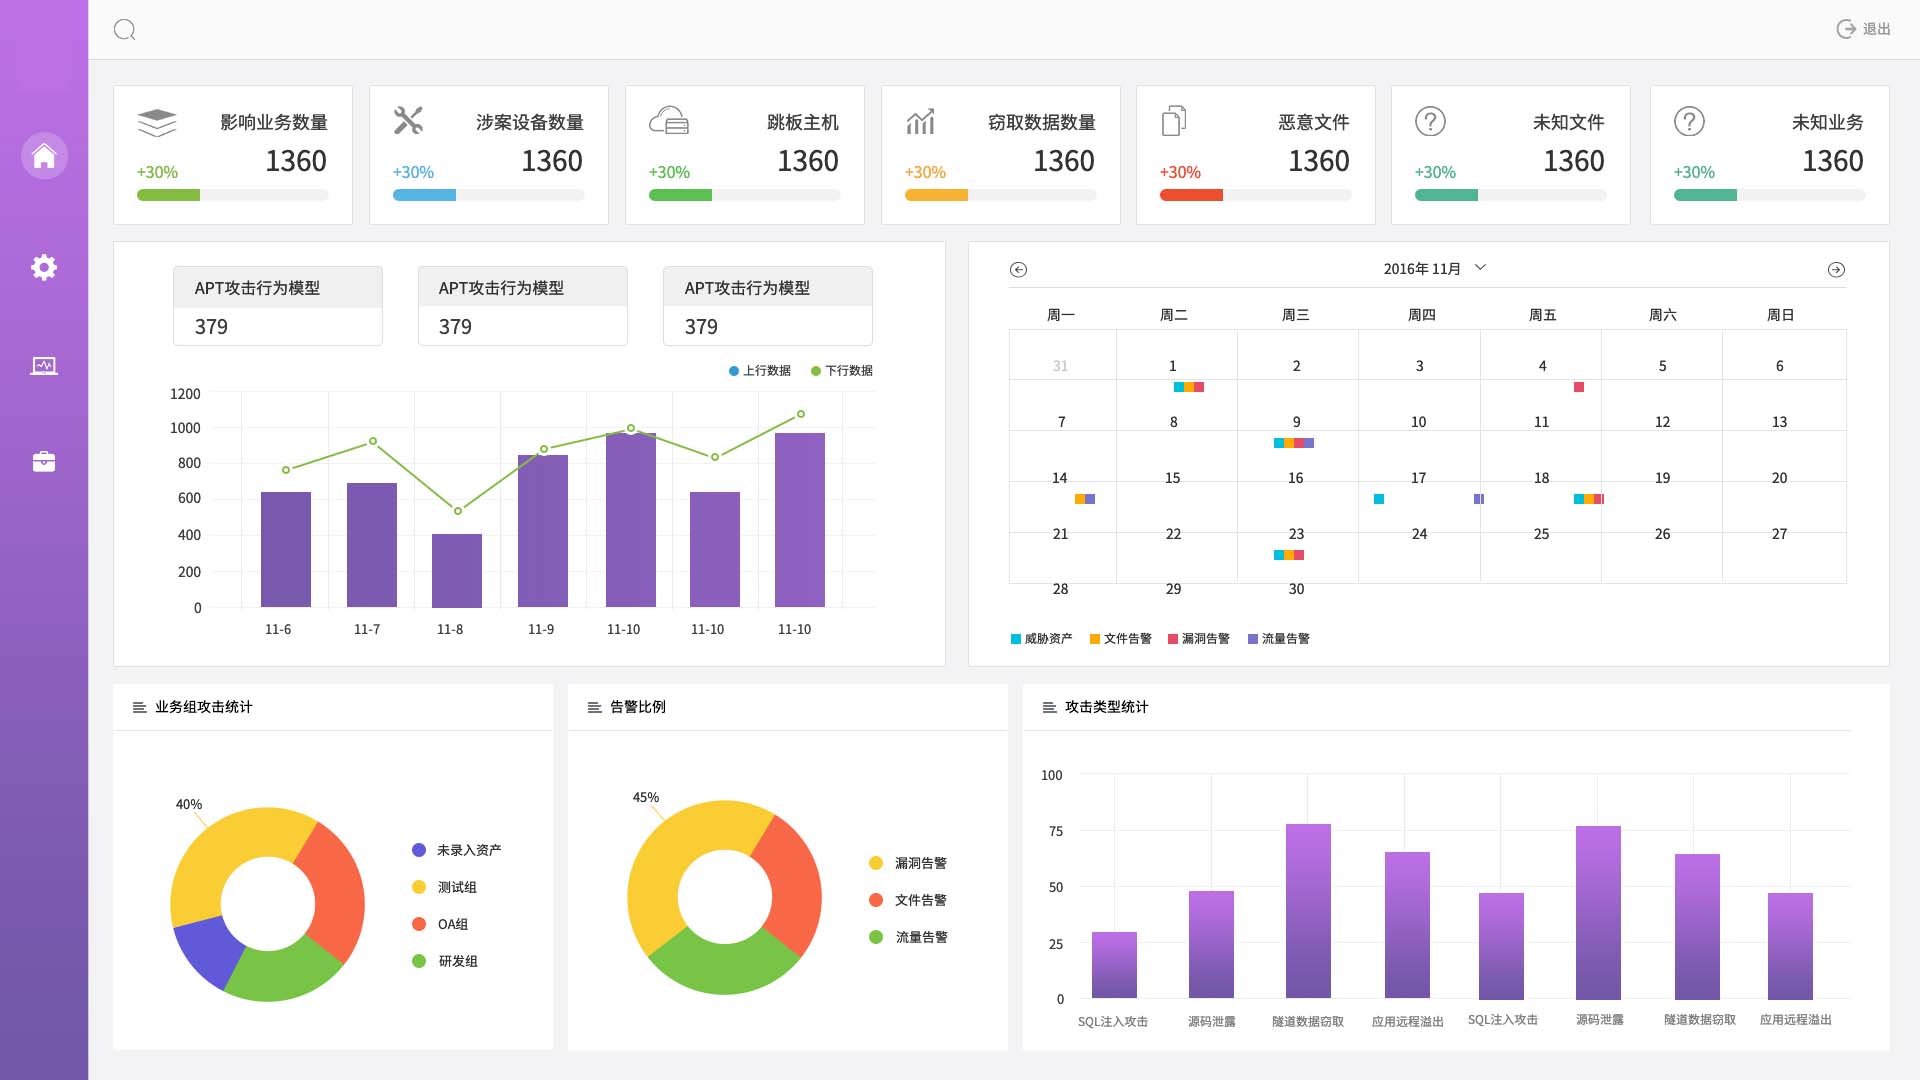 退出
影响业务数量
1360
+30%
涉案设备数量
1360
+30%
跳板主机
1360
+30%
窃取数据数量
1360
+30%
恶意文件
1360
+30%
未知文件
1360
+30%
未知业务
1360
+30%
APT攻击行为模型
379
APT攻击行为模型
379
APT攻击行为模型
379
上行数据 下行数据
1200
1000
800
600
400
200
0
11-6 11-7 11-8 11-9 11-10 11-10 11-10
2016年 11月
周一 周二 周三 周四 周五 周六 周日
31 1 2 3 4 5 6
7 8 9 10 11 12 13
14 15 16 17 18 19 20
21 22 23 24 25 26 27
28 29 30
威胁资产 文件告警 漏洞告警 流量告警
业务组攻击统计
40%
未录入资产
测试组
OA组
研发组
告警比例
45%
漏洞告警
文件告警
流量告警
攻击类型统计
100
75
50
25
0
SQL注入攻击 源码泄露 隧道数据窃取 应用远程溢出 SQL注入攻击 源码泄露 隧道数据窃取 应用远程溢出